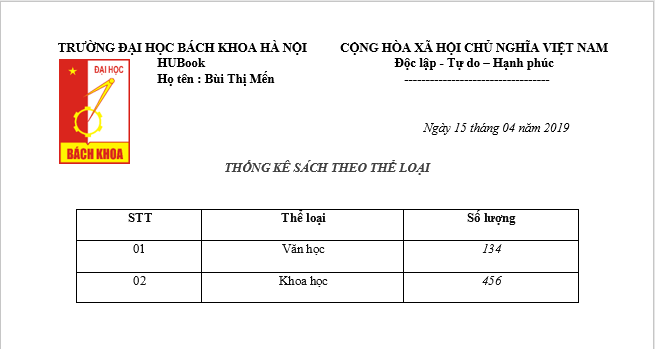 TRƯỜNG ĐẠI HỌC BÁCH KHOA HÀ NỘI
HUBook
Họ tên : Bùi Thị Mến
CỘNG HÒA XÃ HỘI CHỦ NGHĨA VIỆT NAM
Độc lập - Tự do – Hạnh phúc
----------------------------------
ĐẠI HỌC
BÁCH KHOA
Ngày 15 tháng 04 năm 2019
THỐNG KÊ SÁCH THEO THỂ LOẠI
STT Thể loại Số lượng
01 Văn học 134
02 Khoa học 456